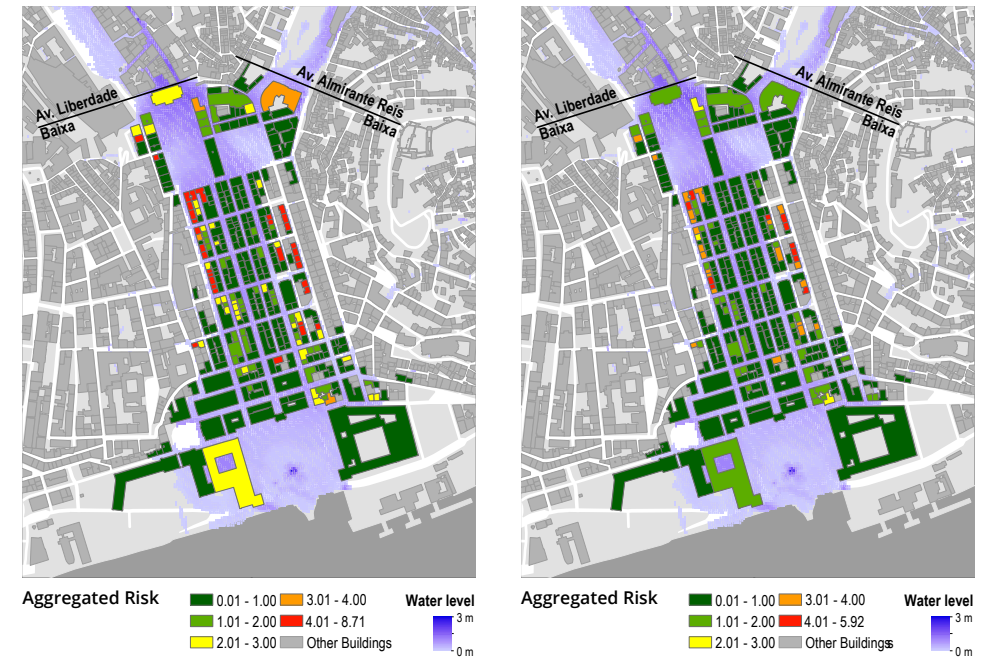 Av. Liberdade
Baixa
Av. Almirante Reis
Baixa
Aggregated Risk
0.01 - 1.00
3.01 - 4.00
Water level
1.01 - 2.00
4.01 - 8.71
3 m
2.01 - 3.00
Other Buildings
0 m
Av. Liberdade
Baixa
Av. Almirante Reis
Baixa
Aggregated Risk
0.01 - 1.00
3.01 - 4.00
Water level
1.01 - 2.00
4.01 - 5.92
3 m
2.01 - 3.00
Other Buildings
0 m